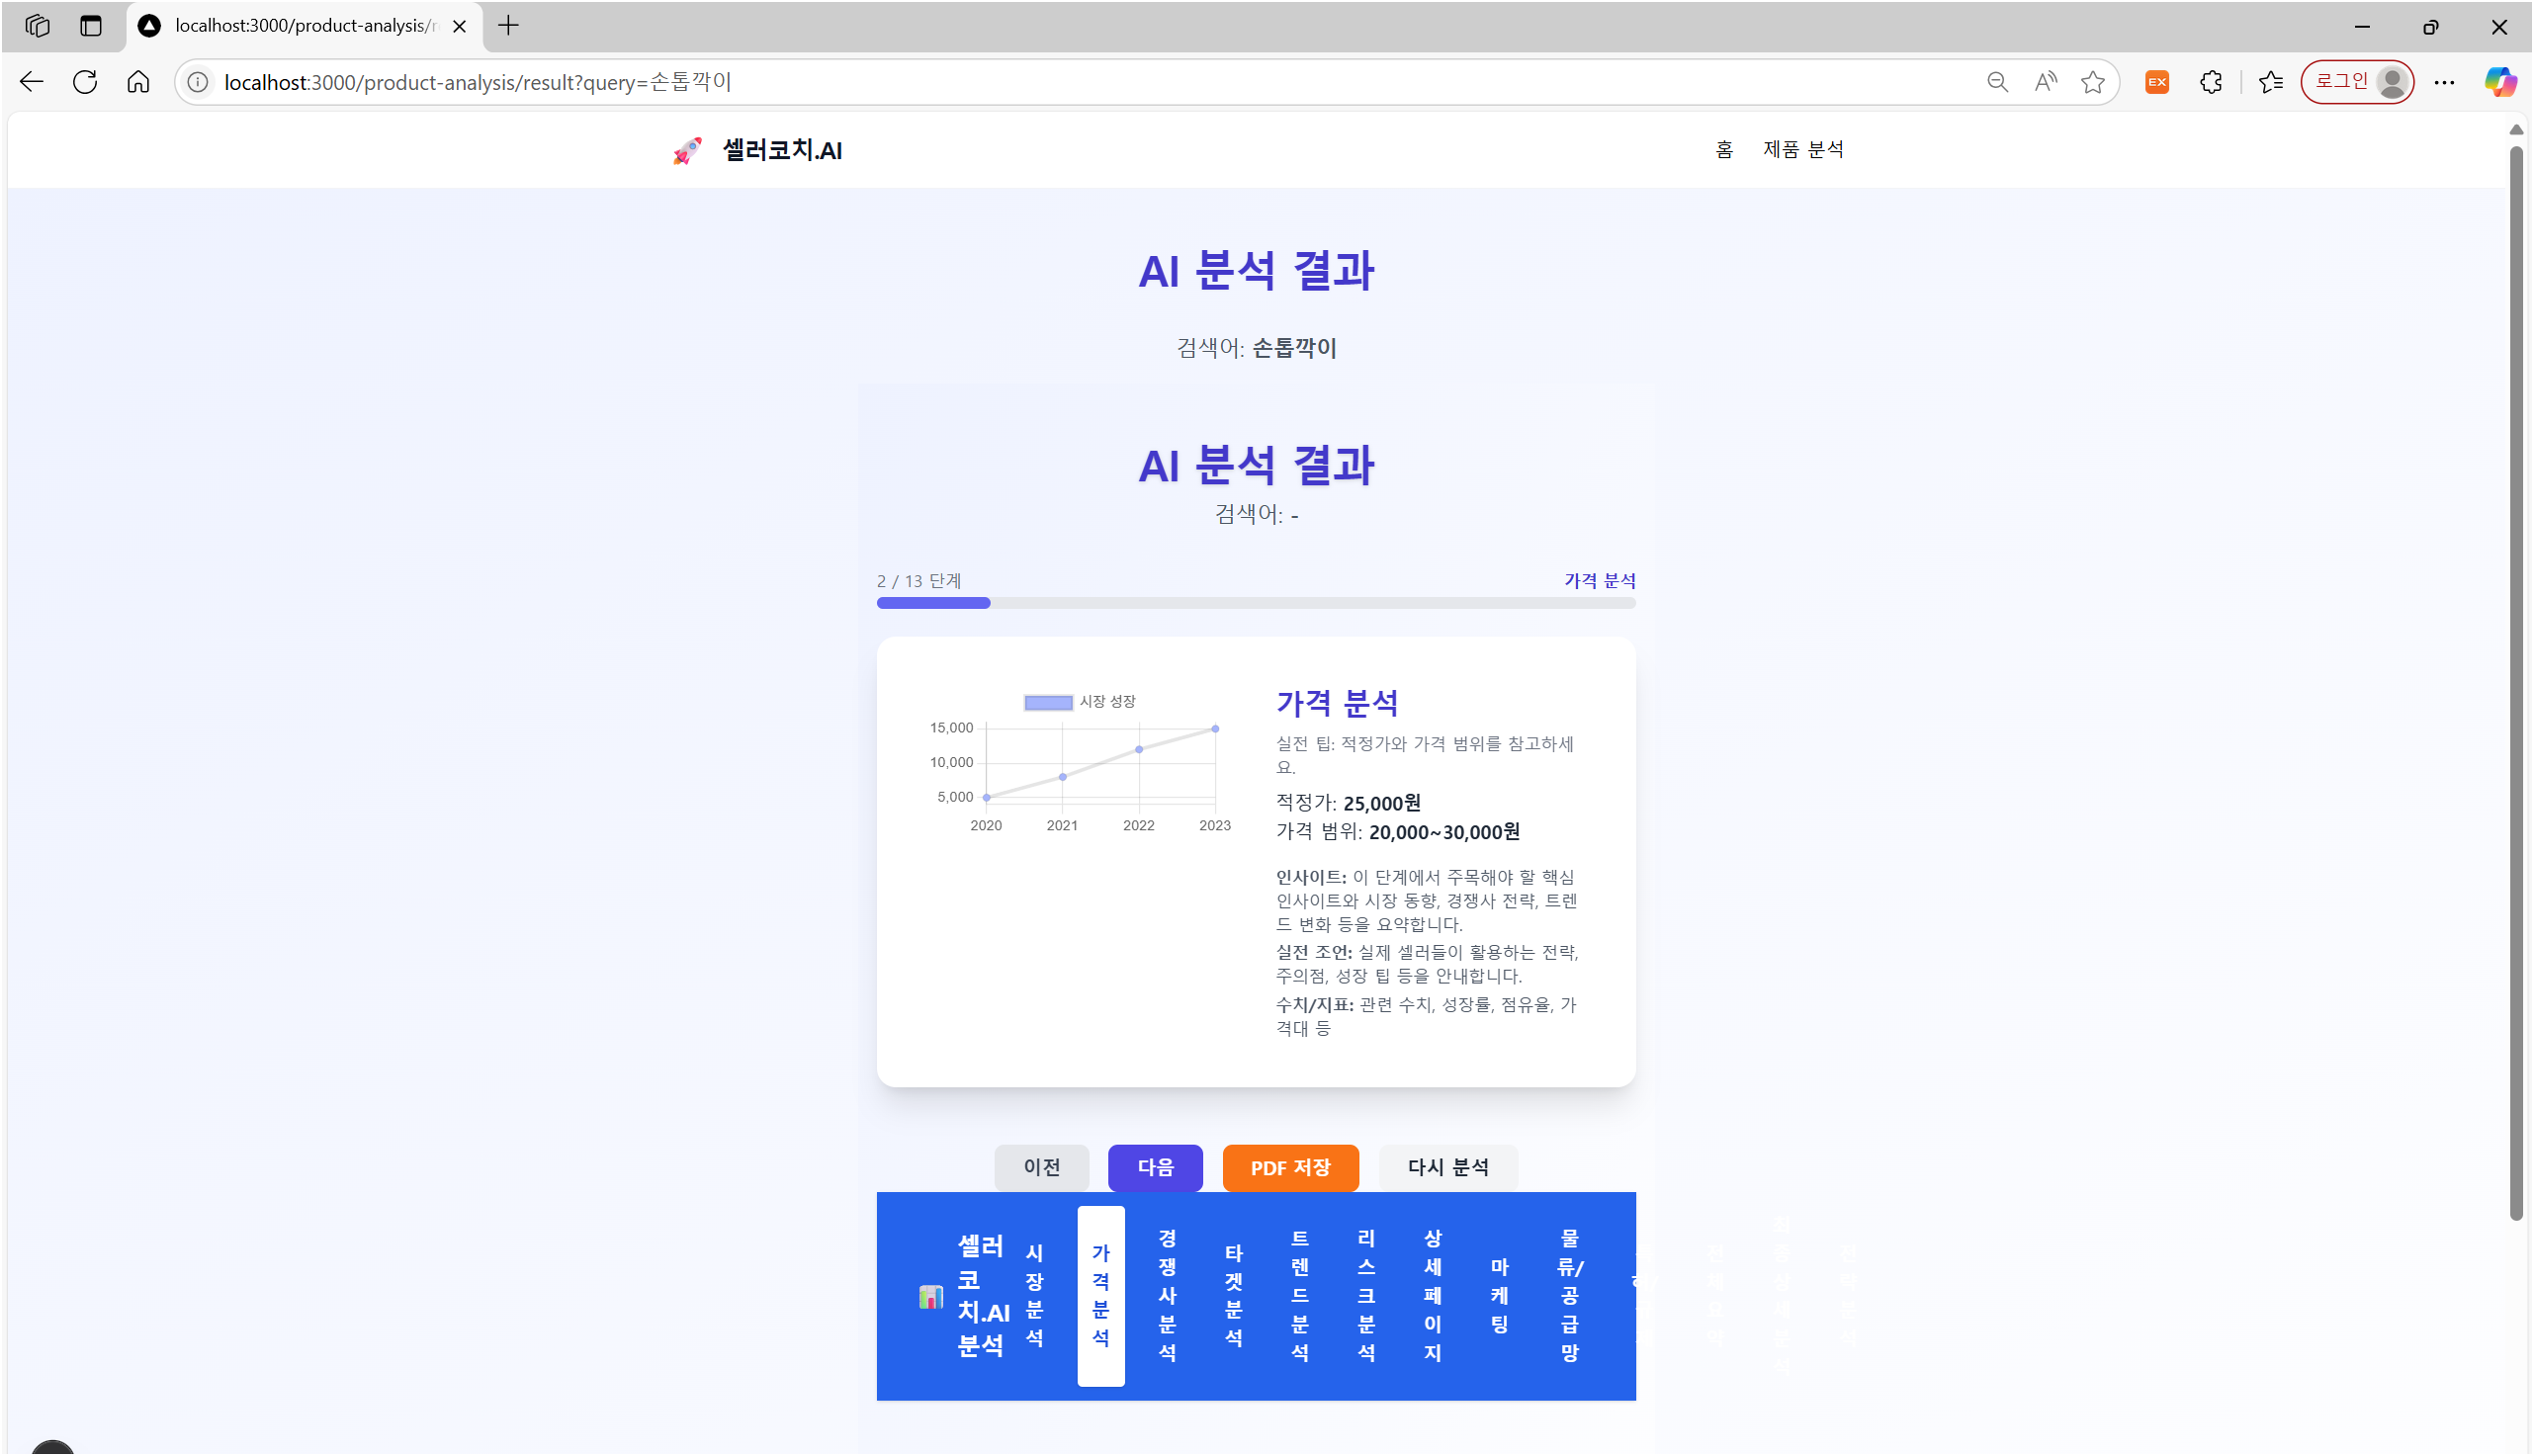 localhost:3000/product-analysis/r
localhost:3000/product-analysis/result?query=손톱깍이
EX
로그인
🚀 셀러코치.AI
홈 제품 분석
AI 분석 결과
검색어: 손톱깍이
AI 분석 결과
검색어: -
2 / 13 단계
가격 분석
시장 성장
15,000
10,000
5,000
2020 2021 2022 2023
가격 분석
실전 팁: 적정가와 가격 범위를 참고하세
요.
적정가: 25,000원
가격 범위: 20,000~30,000원
인사이트: 이 단계에서 주목해야 할 핵심
인사이트와 시장 동향, 경쟁사 전략, 트렌
드 변화 등을 요약합니다.
실전 조언: 실제 셀러들이 활용하는 전략,
주의점, 성장 팁 등을 안내합니다.
수치/지표: 관련 수치, 성장률, 점유율, 가
격대 등
이전 다음 PDF 저장 다시 분석
📊 셀러
코
치.AI
분석
시장분석
가격분석
경쟁사분석
타겟분석
트렌드분석
리스크분석
상세페이지
마케팅
물류/공급망